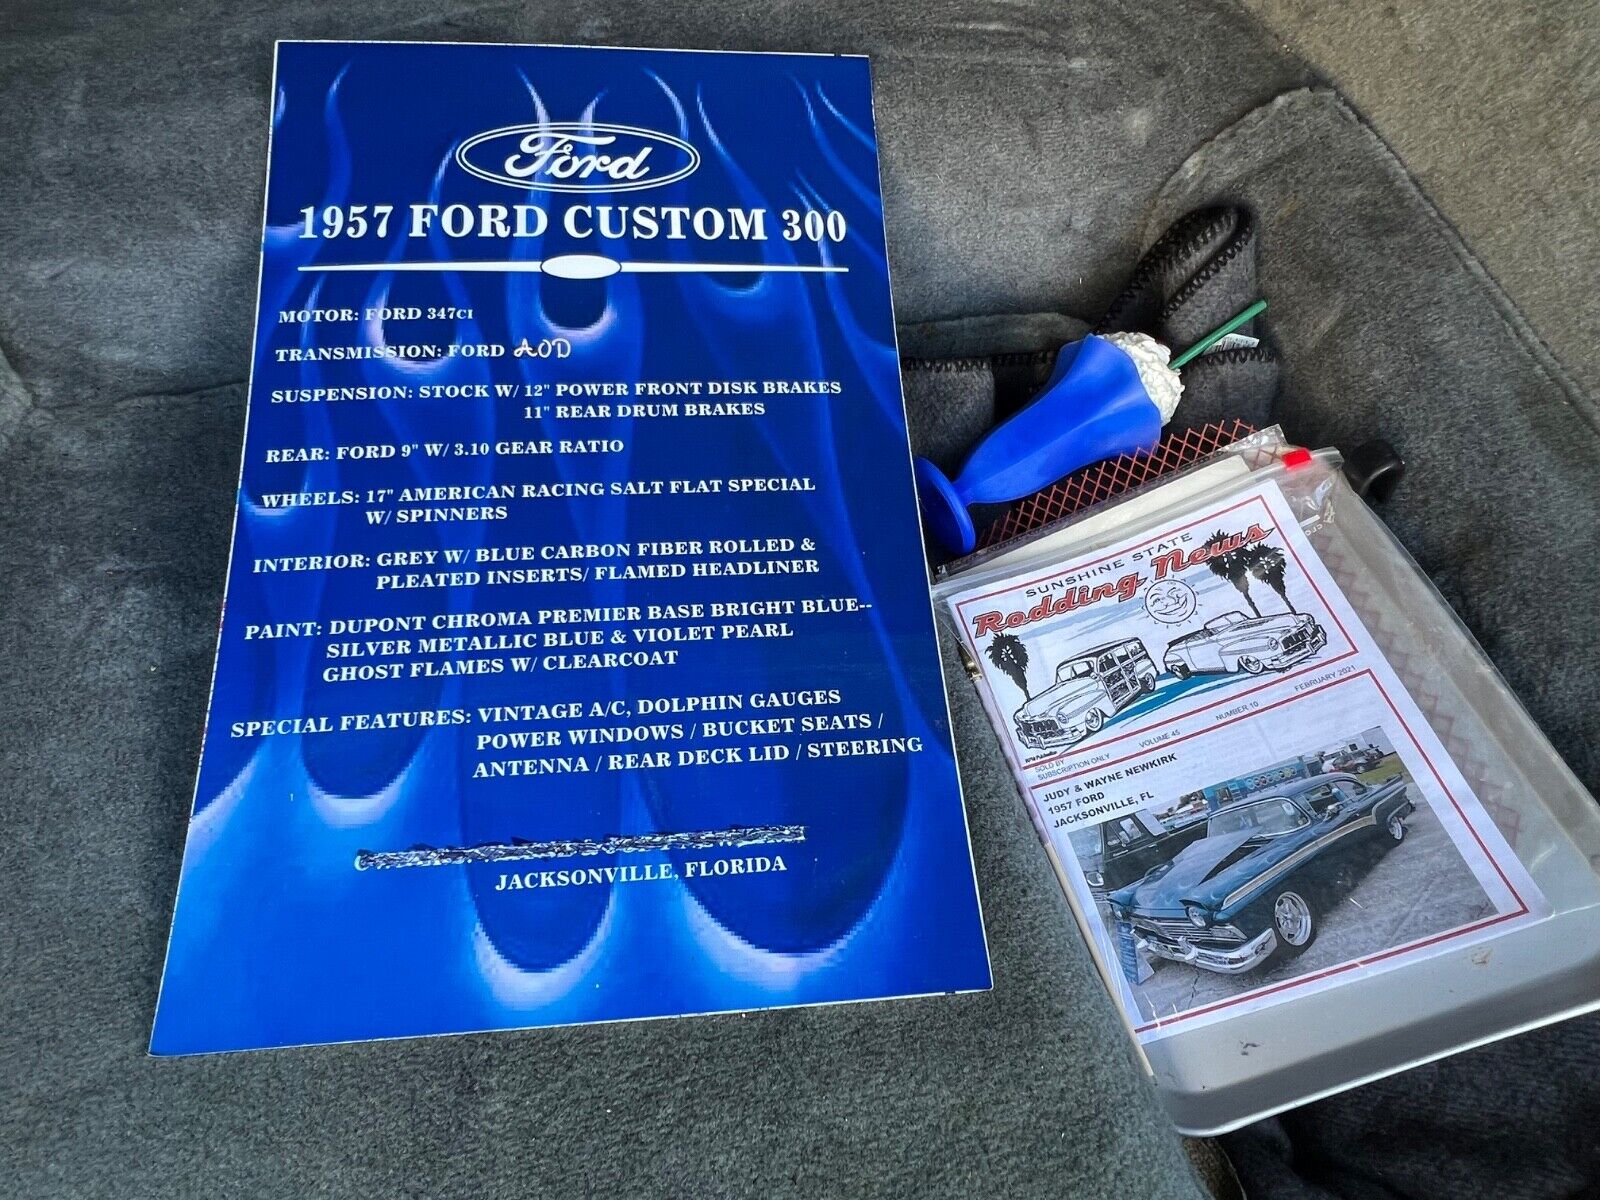 Ford
1957 FORD CUSTOM 300
MOTOR: FORD 347CI
TRANSMISSION: FORD AOD
SUSPENSION: STOCK W/ 12" POWER FRONT DISK BRAKES
11" REAR DRUM BRAKES
REAR: FORD 9" W/ 3.10 GEAR RATIO
WHEELS: 17" AMERICAN RACING SALT FLAT SPECIAL
W/ SPINNERS
INTERIOR: GREY W/ BLUE CARBON FIBER ROLLED &
PLEATED INSERTS/ FLAMED HEADLINER
PAINT: DUPONT CHROMA PREMIER BASE BRIGHT BLUE--
SILVER METALLIC BLUE & VIOLET PEARL
GHOST FLAMES W/ CLEARCOAT
SPECIAL FEATURES: VINTAGE A/C, DOLPHIN GAUGES
POWER WINDOWS / BUCKET SEATS /
ANTENNA / REAR DECK LID / STEERING
JACKSONVILLE, FLORIDA
SUNSHINE STATE
Rodding News
SOLD BY
SUBSCRIPTION ONLY
VOLUME 45 NUMBER 10 FEBRUARY 2021
JUDY & WAYNE NEWKIRK
1957 FORD
JACKSONVILLE, FL